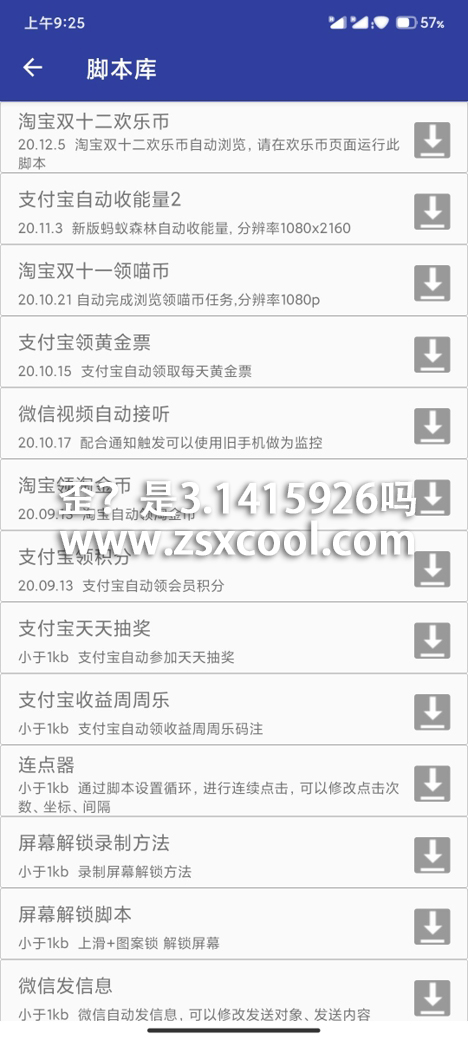 上午9:25
57%
脚本库
淘宝双十二欢乐币
20.12.5 淘宝双十二欢乐币自动浏览，请在欢乐币页面运行此
脚本
支付宝自动收能量2
20.11.3 新版蚂蚁森林自动收能量, 分辨率1080x2160
淘宝双十一领喵币
20.10.21 自动完成浏览领喵币任务,分辨率1080p
支付宝领黄金票
20.10.15 支付宝自动领取每天黄金票
微信视频自动接听
20.10.17 配合通知触发可以使用旧手机做为监控
淘宝领淘金币
歪？是3.1415926吗
20.09.13 淘宝自动领淘金币
www.zsxcool.com
支付宝领积分
20.09.13 支付宝自动领会员积分
支付宝天天抽奖
小于1kb 支付宝自动参加天天抽奖
支付宝收益周周乐
小于1kb 支付宝自动领收益周周乐码注
连点器
小于1kb 通过脚本设置循环，进行连续点击，可以修改点击次
数、坐标、间隔
屏幕解锁录制方法
小于1kb 录制屏幕解锁方法
屏幕解锁脚本
小于1kb 上滑+图案锁 解锁屏幕
微信发信息
小于1kb 微信自动发信息，可以修改发送对象、发送内容